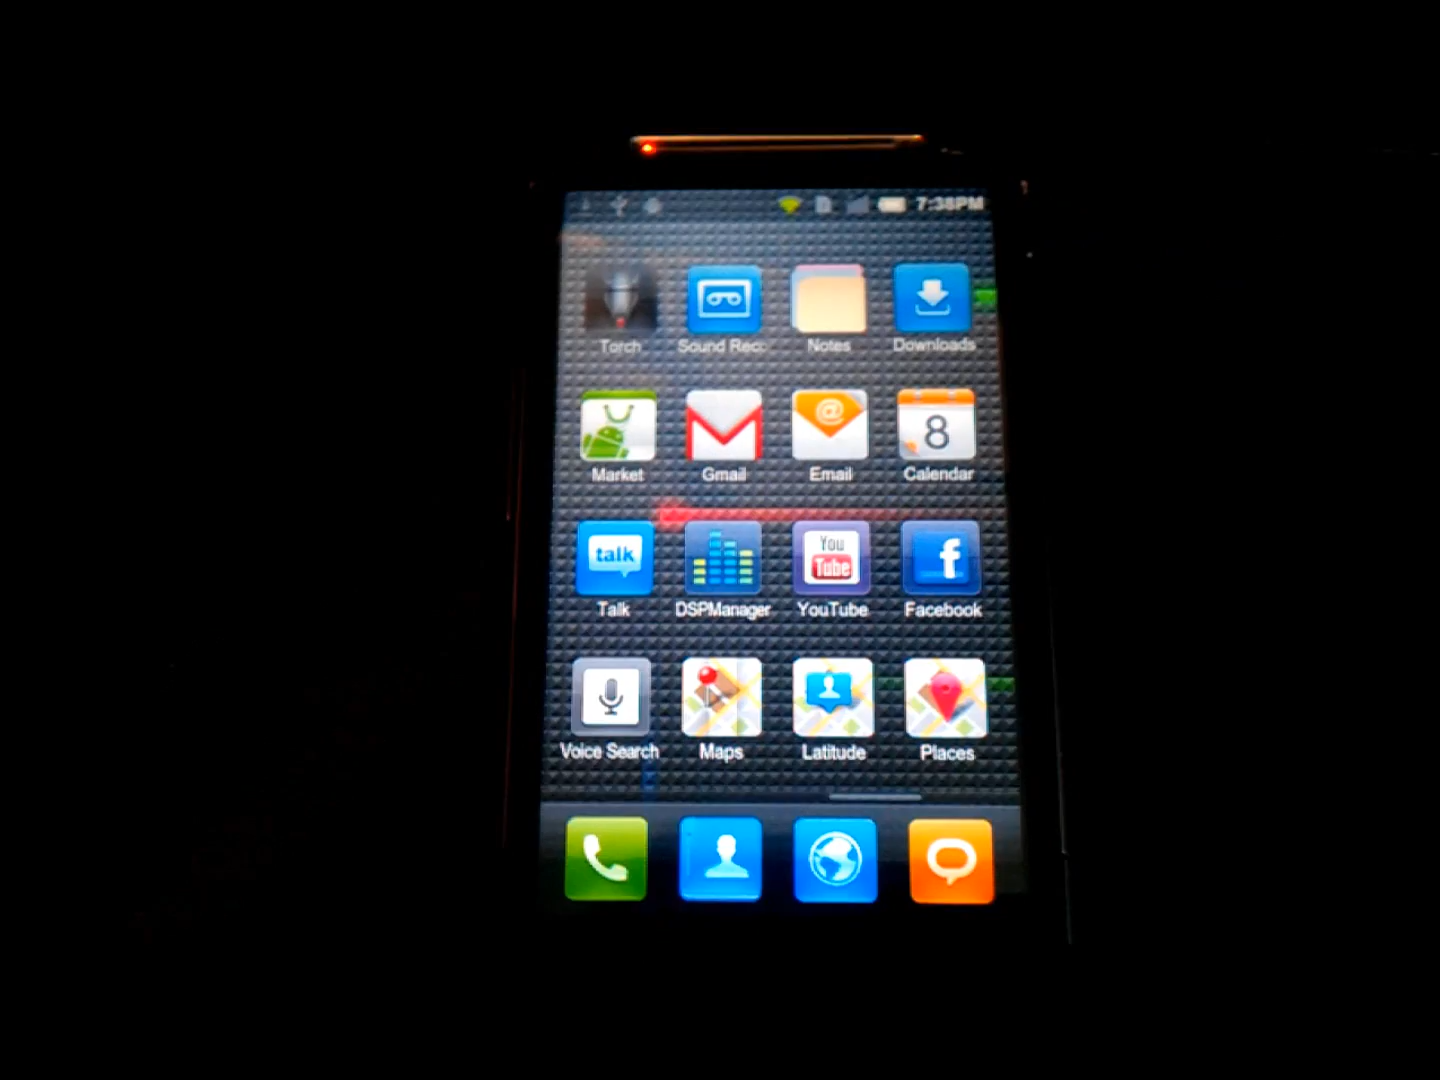 7:38PM
Torch Sound Rec Notes Downloads
Market Gmail @ Email 8 Calendar
talk You Tube f
Talk DSPManager YouTube Facebook
Voice Search Maps Latitude Places